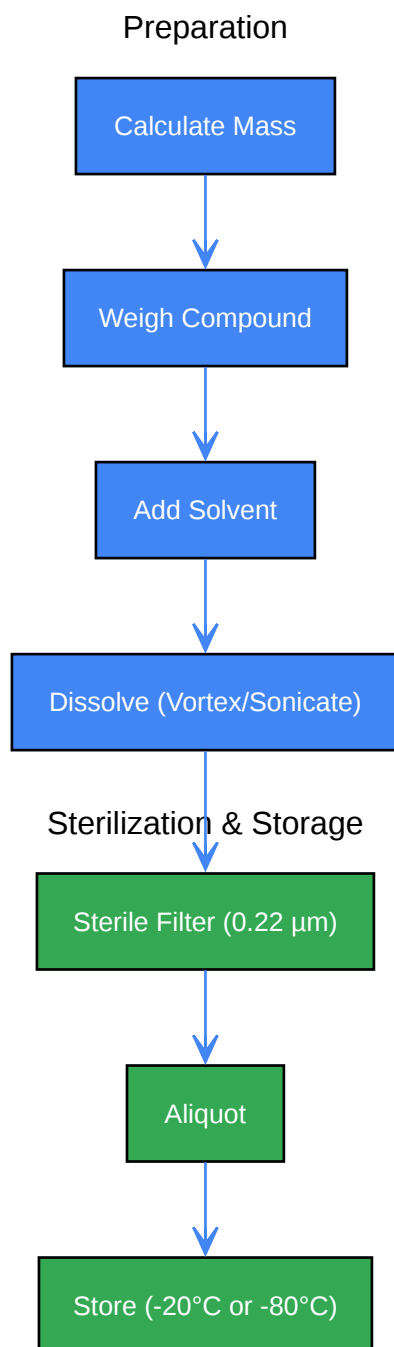 Preparation
Calculate Mass
Weigh Compound
Add Solvent
Dissolve (Vortex/Sonicate)
Sterilization & Storage
Sterile Filter (0.22 µm)
Aliquot
Store (-20°C or -80°C)